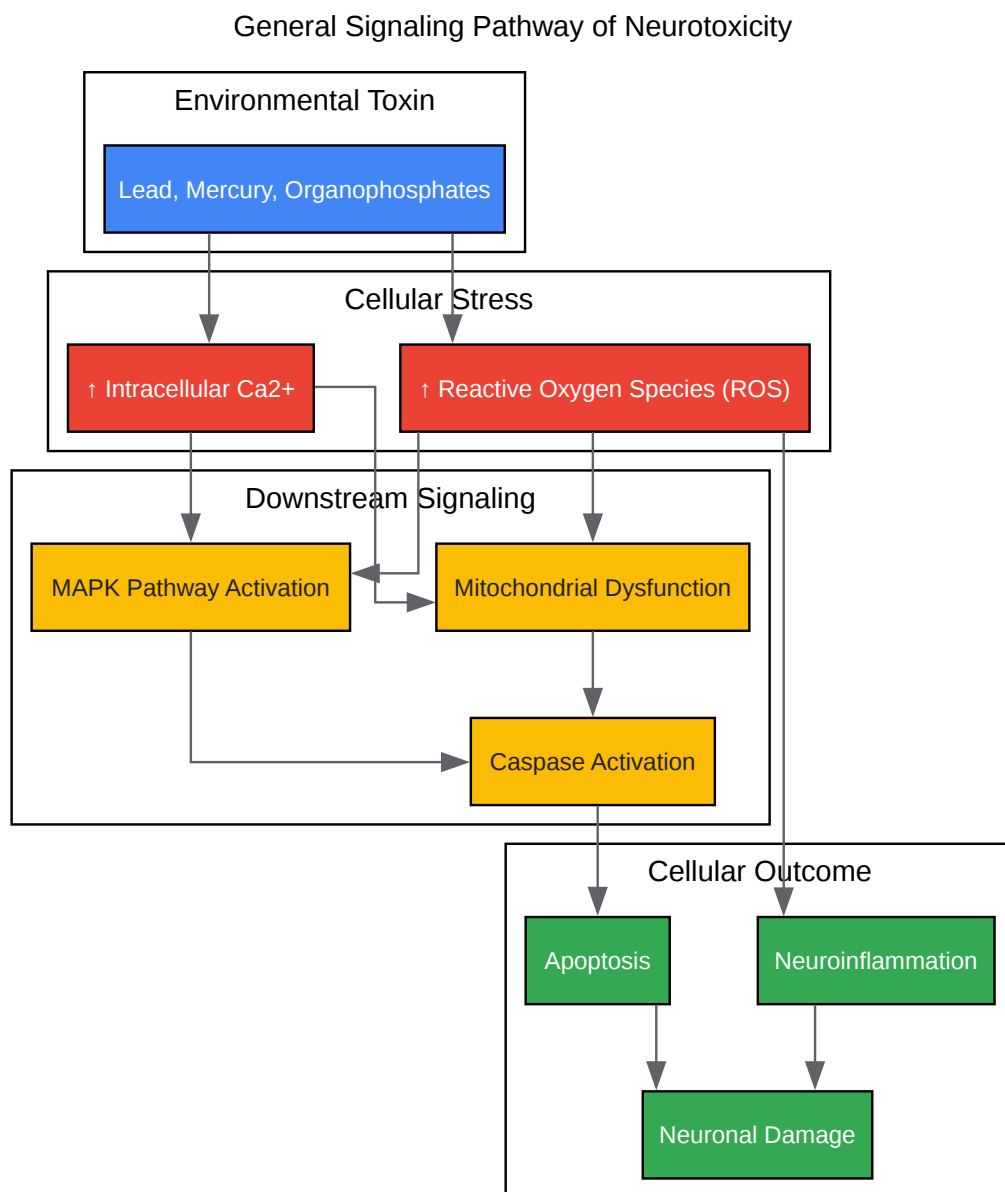 General Signaling Pathway of Neurotoxicity
Environmental Toxin
Lead, Mercury, Organophosphates
Cellular Stress
↑ Intracellular Ca2+
↑ Reactive Oxygen Species (ROS)
Downstream Signaling
MAPK Pathway Activation
Mitochondrial Dysfunction
Caspase Activation
Cellular Outcome
Apoptosis
Neuroinflammation
Neuronal Damage